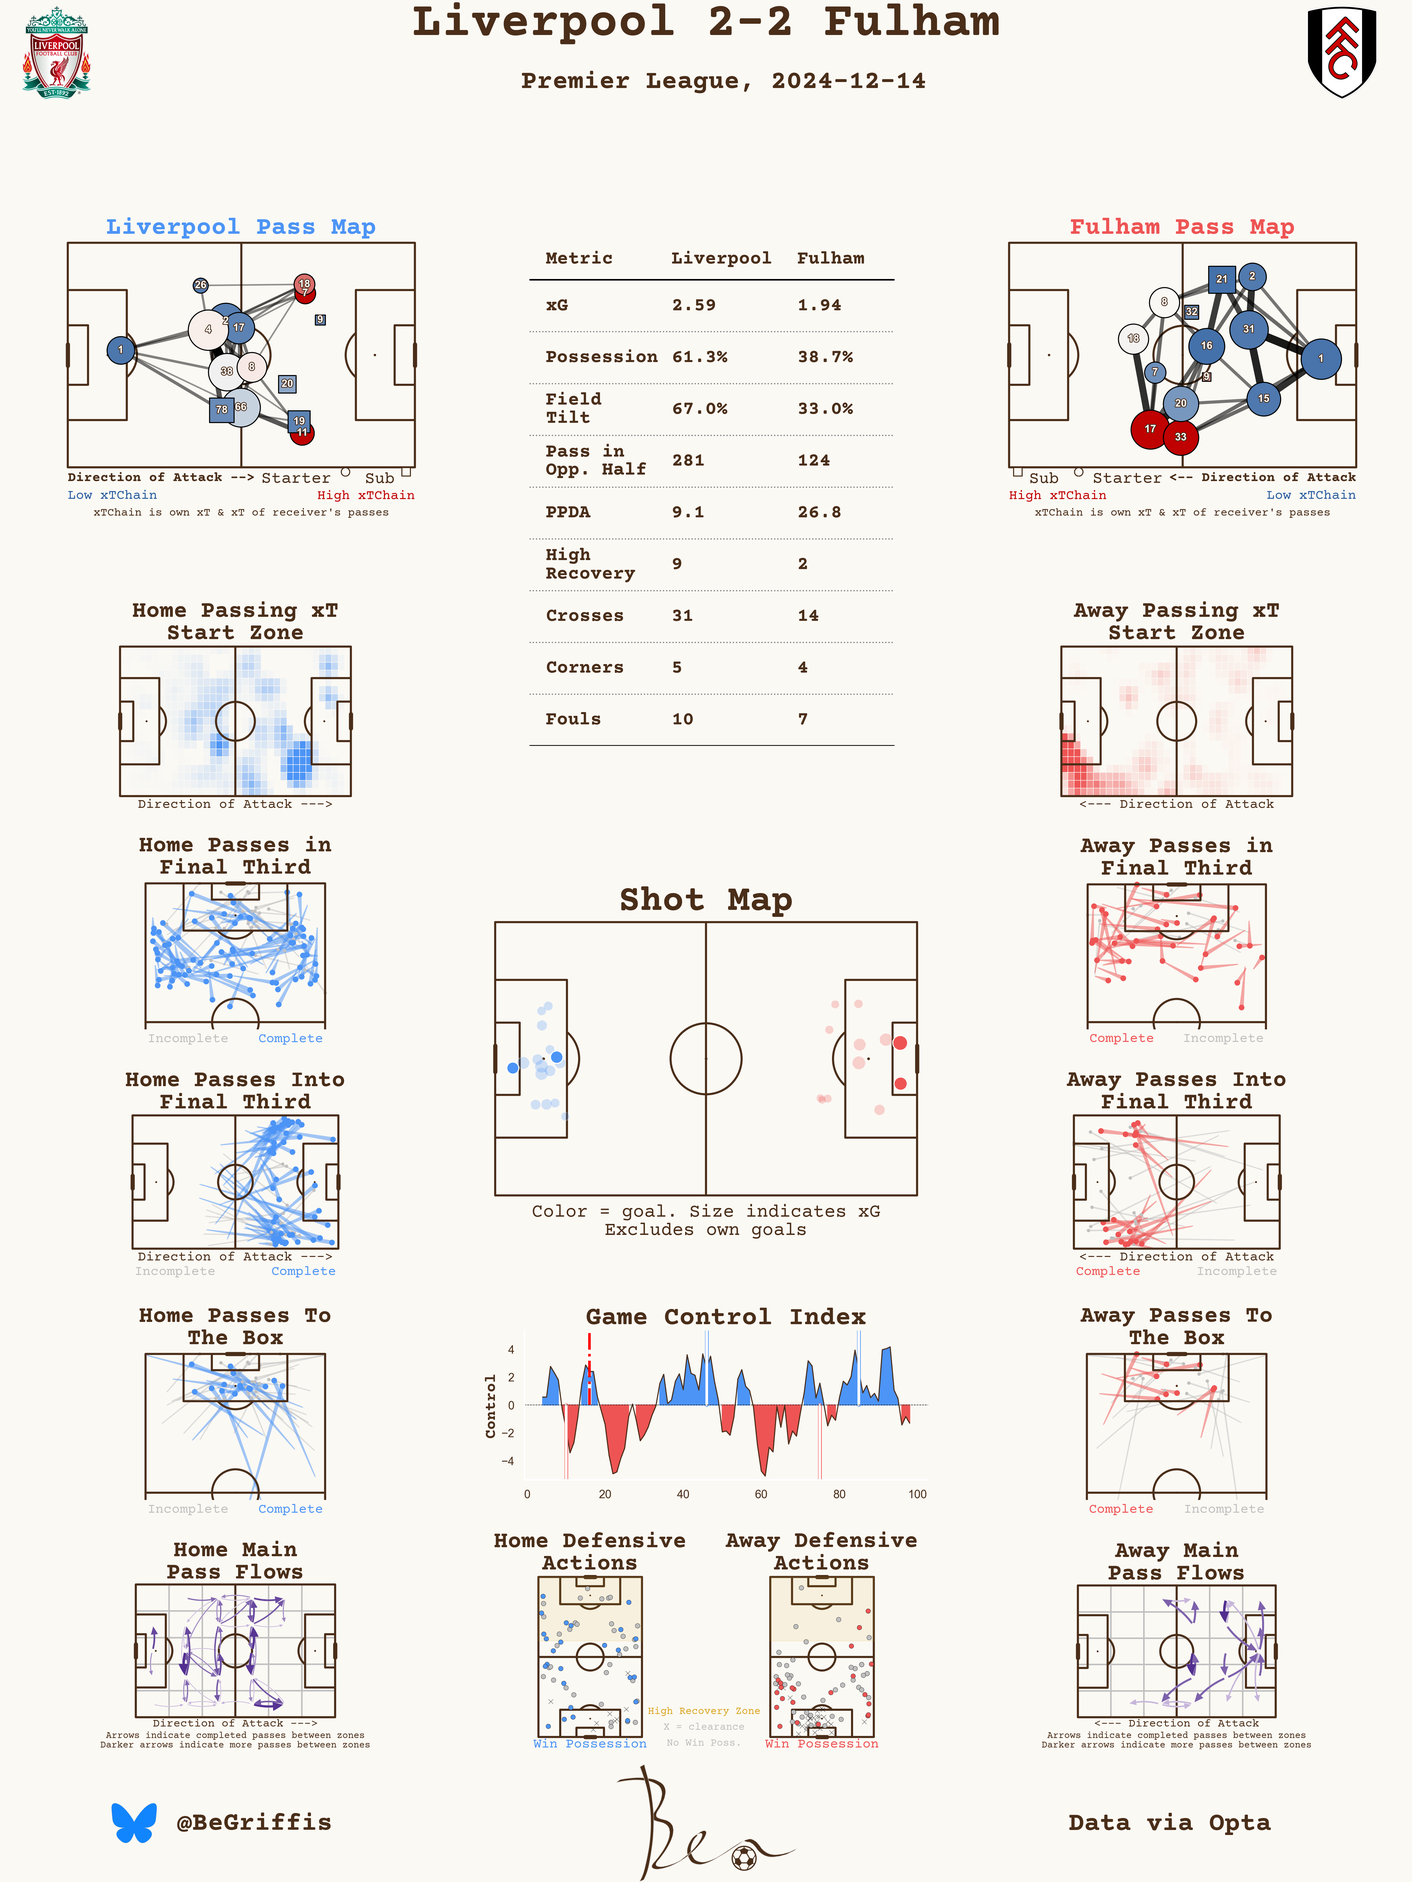 Liverpool 2-2 Fulham
Premier League, 2024-12-14
YOU'LL NEVER WALK ALONE
LIVERPOOL
FOOTBALL CLUB
EST·1892
FFC
Liverpool Pass Map
26
18
7
9
2
4
17
1
38
8
20
78
66
19
11
Direction of Attack --> Starter Sub
Low xTChain High xTChain
xTChain is own xT & xT of receiver's passes
Metric Liverpool Fulham
xG 2.59 1.94
Possession 61.3% 38.7%
Field
Tilt 67.0% 33.0%
Pass in
Opp. Half 281 124
PPDA 9.1 26.8
High
Recovery 9 2
Crosses 31 14
Corners 5 4
Fouls 10 7
Fulham Pass Map
21
2
8
32
18
31
16
1
7
9
20
15
17
33
Sub Starter <-- Direction of Attack
High xTChain Low xTChain
xTChain is own xT & xT of receiver's passes
Home Passing xT
Start Zone
Direction of Attack --->
Away Passing xT
Start Zone
<--- Direction of Attack
Home Passes in
Final Third
Incomplete Complete
Away Passes in
Final Third
Complete Incomplete
Shot Map
Color = goal. Size indicates xG
Excludes own goals
Home Passes Into
Final Third
Direction of Attack --->
Incomplete Complete
Away Passes Into
Final Third
<--- Direction of Attack
Complete Incomplete
Home Passes To
The Box
Incomplete Complete
Game Control Index
Control
4
2
0
−2
−4
0 20 40 60 80 100
Away Passes To
The Box
Complete Incomplete
Home Main
Pass Flows
Direction of Attack --->
Arrows indicate completed passes between zones
Darker arrows indicate more passes between zones
Home Defensive
Actions
Win Possession
Away Defensive
Actions
Win Possession
High Recovery Zone
X = clearance
No Win Poss.
Away Main
Pass Flows
<--- Direction of Attack
Arrows indicate completed passes between zones
Darker arrows indicate more passes between zones
@BeGriffis
Ben
Data via Opta